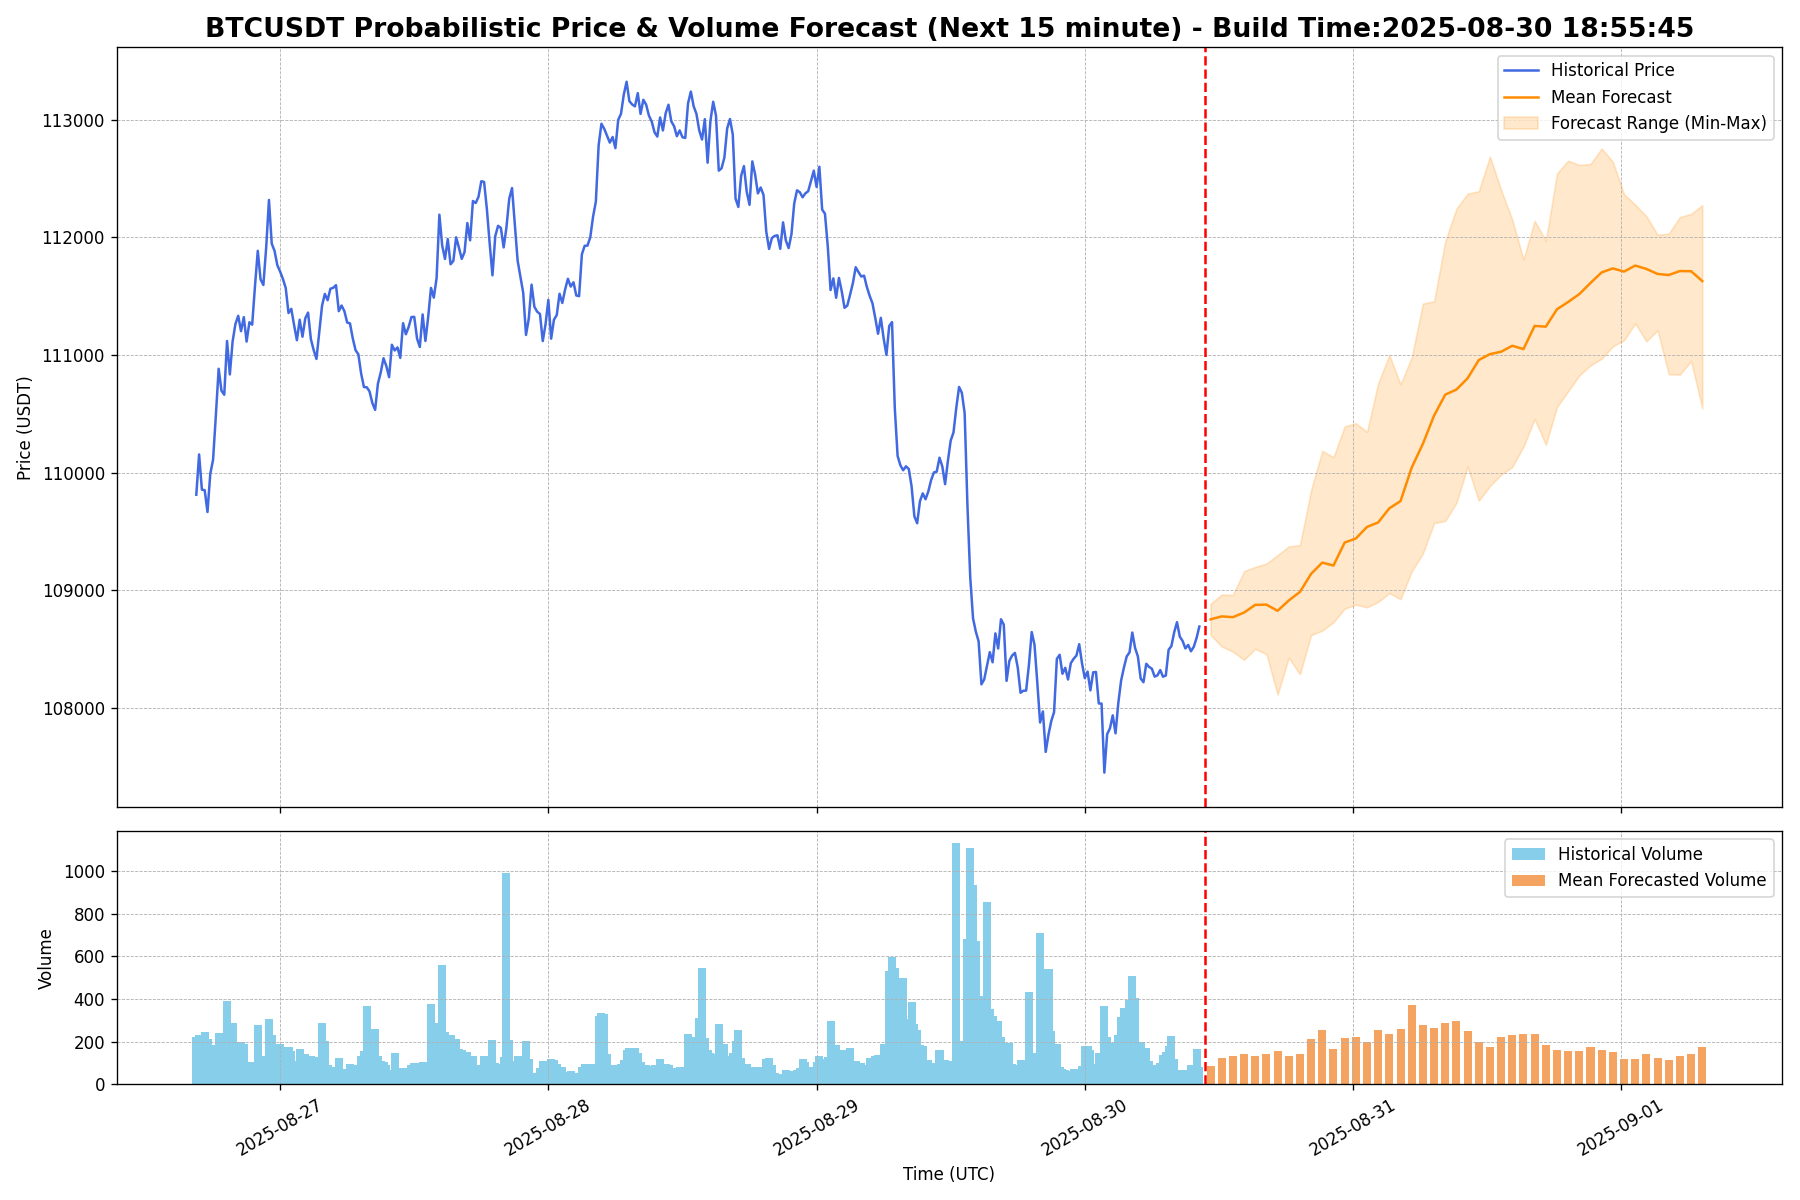 BTCUSDT Probabilistic Price & Volume Forecast (Next 15 minute) - Build Time:2025-08-30 18:55:45
Historical Price
Mean Forecast
Forecast Range (Min-Max)
113000
112000
111000
110000
109000
108000
Price (USDT)
Historical Volume
Mean Forecasted Volume
1000
800
600
400
200
0
Volume
2025-08-27
2025-08-28
2025-08-29
2025-08-30
2025-08-31
2025-09-01
Time (UTC)